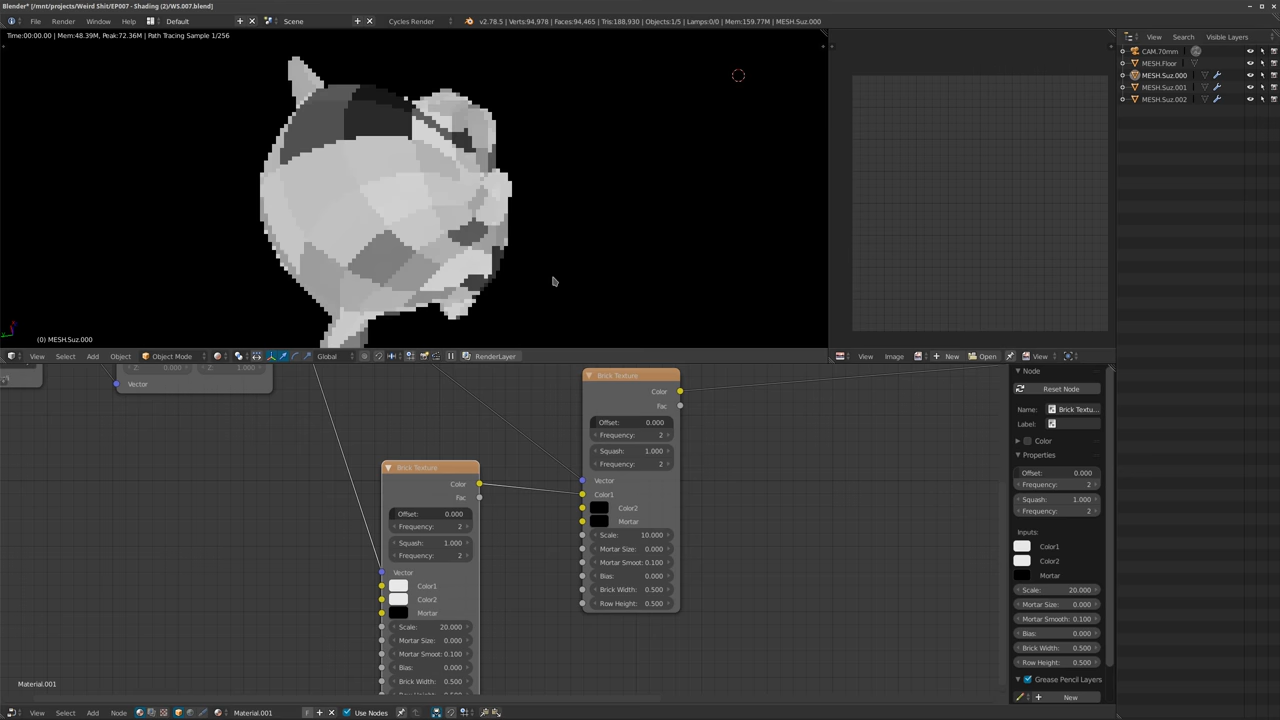 Blender* [/mnt/projects/Weird Shit/EP007 - Shading (2)/WS.007.blend]
File Render Window Help Default Scene Cycles Render v2.78.5 | Verts:94,978 | Faces:94,465 | Tris:188,930 | Objects:1/5 | Lamps:0/0 | Mem:159.77M | MESH.Suz.000
Time:00:00.00 | Mem:48.39M, Peak:72.36M | Path Tracing Sample 1/256
View Search Visible Layers
CAM.70mm
MESH.Floor
MESH.Suz.000
MESH.Suz.001
MESH.Suz.002
(0) MESH.Suz.000
View Select Add Object Object Mode Global RenderLayer
View Image New Open View
Z: 0.000 Z: 1.000
Vector
Brick Texture
Color
Fac
Offset: 0.000
Frequency: 2
Squash: 1.000
Frequency: 2
Vector
Color1
Color2
Mortar
Scale: 10.000
Mortar Size: 0.000
Mortar Smoot: 0.100
Bias: 0.000
Brick Width: 0.500
Row Height: 0.500
Brick Texture
Color
Fac
Offset: 0.000
Frequency: 2
Squash: 1.000
Frequency: 2
Vector
Color1
Color2
Mortar
Scale: 20.000
Mortar Size: 0.000
Mortar Smoot: 0.100
Bias: 0.000
Brick Width: 0.500
Node
Reset Node
Name: Brick Textu...
Label:
Color
Properties
Offset: 0.000
Frequency: 2
Squash: 1.000
Frequency: 2
Inputs:
Color1
Color2
Mortar
Scale: 20.000
Mortar Size: 0.000
Mortar Smooth: 0.100
Bias: 0.000
Brick Width: 0.500
Row Height: 0.500
Grease Pencil Layers
New
Material.001
View Select Add Node Material.001 F Use Nodes